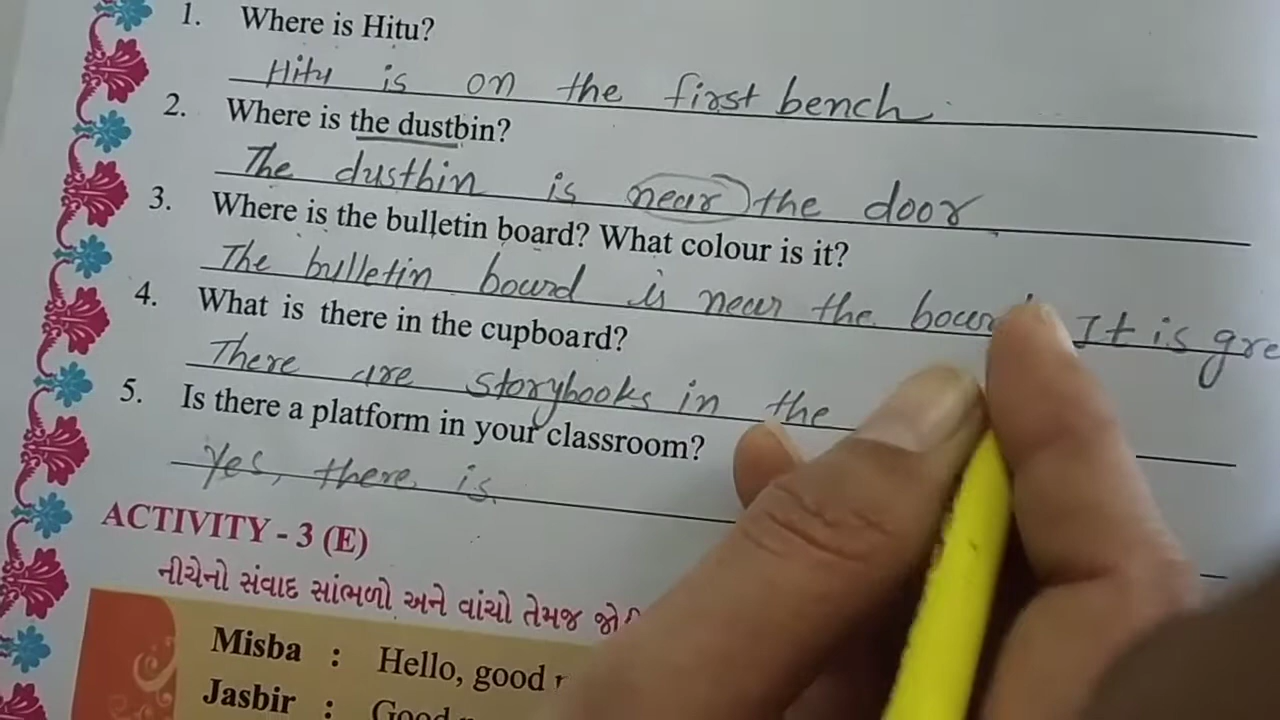 1. Where is Hitu?
Hitu is on the first bench.
2. Where is the dustbin?
The dustbin is near the door
3. Where is the bulletin board? What colour is it?
The bulletin board is near the It is
4. What is there in the cupboard?
There are storybooks in the
5. Is there a platform in your classroom?
Yes, there is.
ACTIVITY - 3 (E)
નીચેનો સંવાદ સાંભળો અને વાંચો તેમજ
Misba : Hello, good
Jasbir :